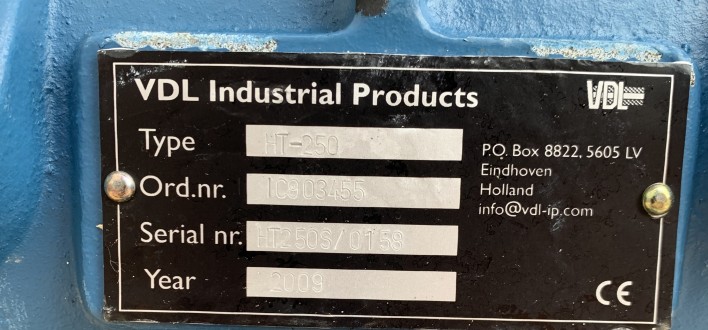 VDL Industrial Products
VDL
Type HT-250
Ord.nr. 10903455
Serial nr. HT250S/0158
Year 2009
P.O. Box 8822, 5605 LV
Eindhoven
Holland
info@vdl-ip.com
CE